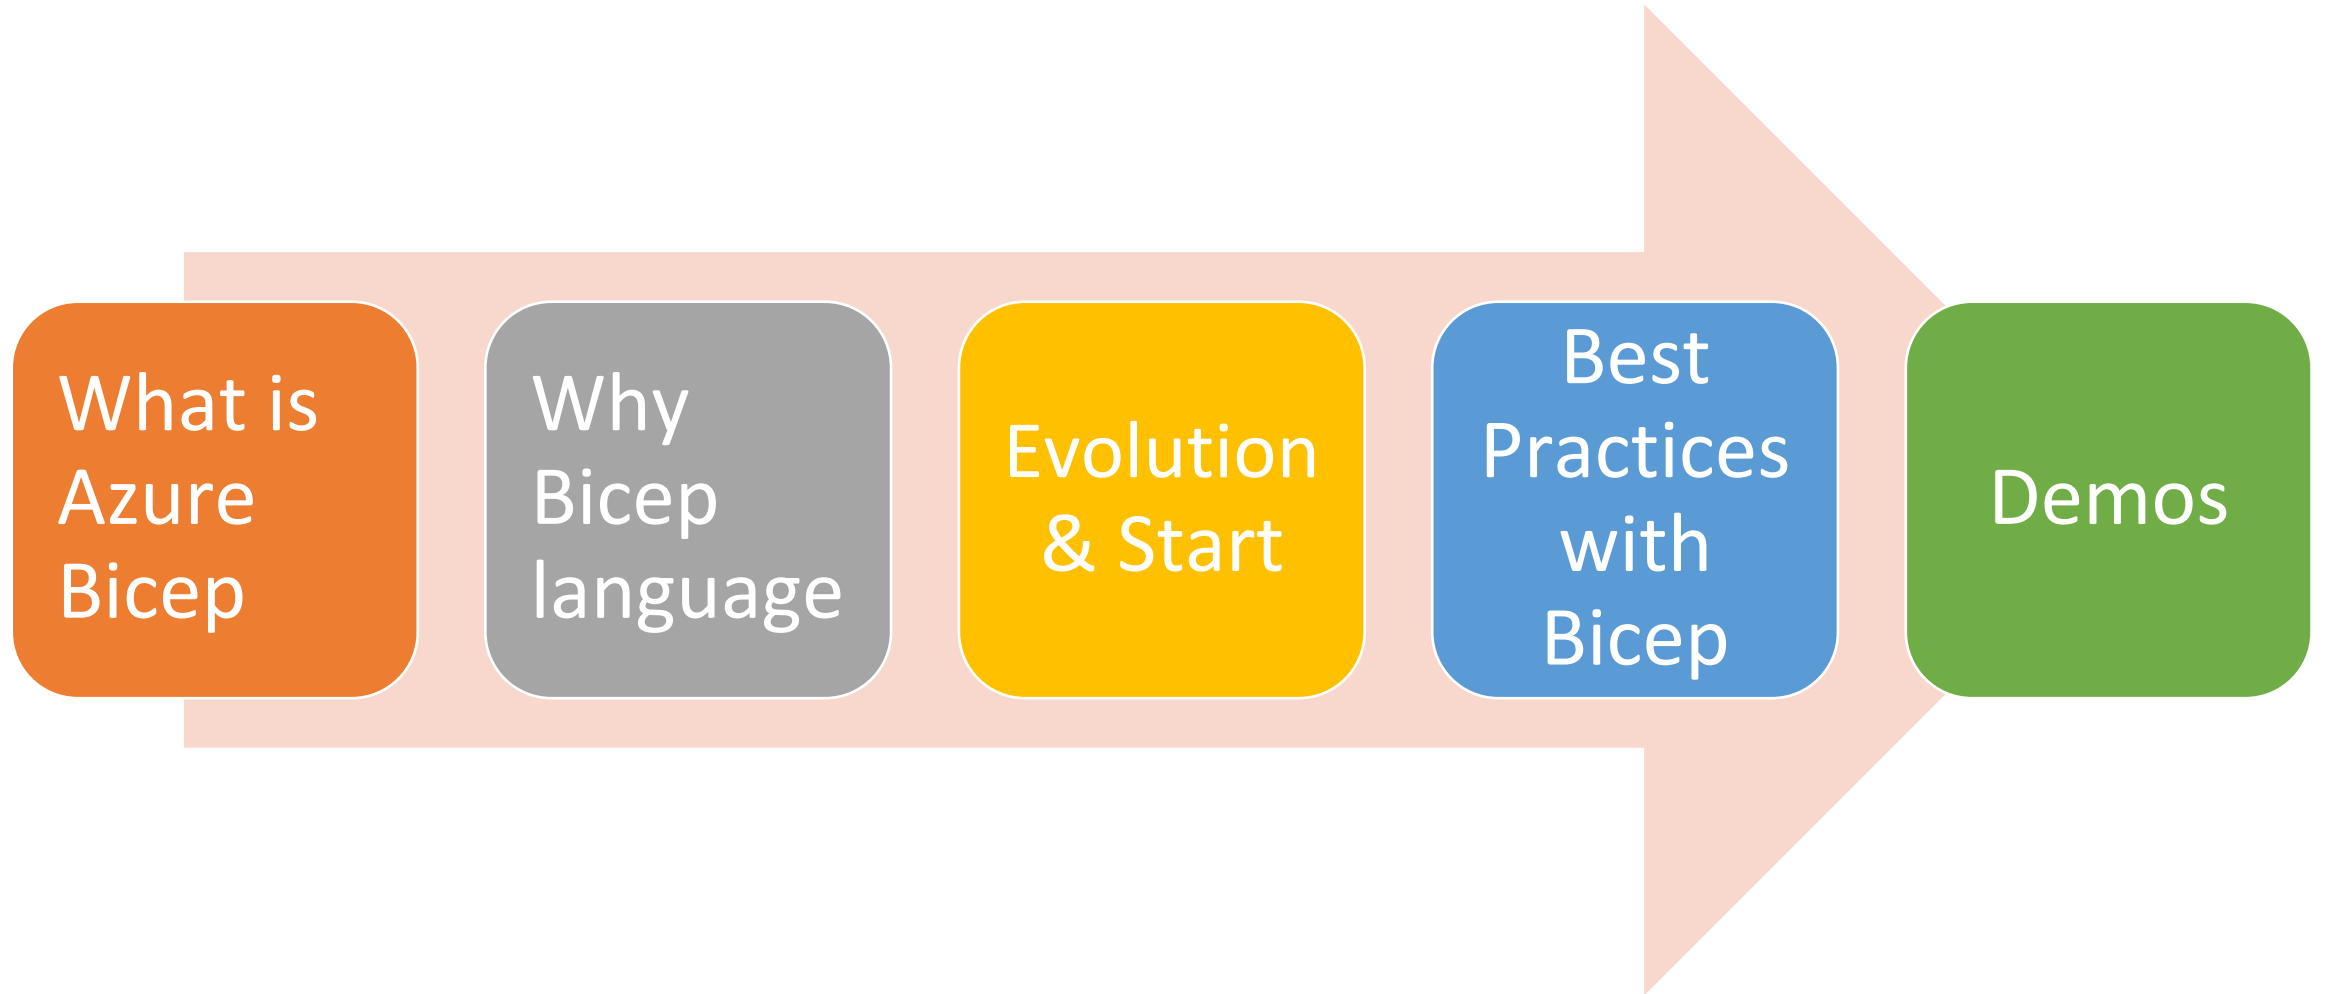 What is
Azure
Bicep
Why
Bicep
language
Evolution
& Start
Best
Practices
with
Bicep
Demos